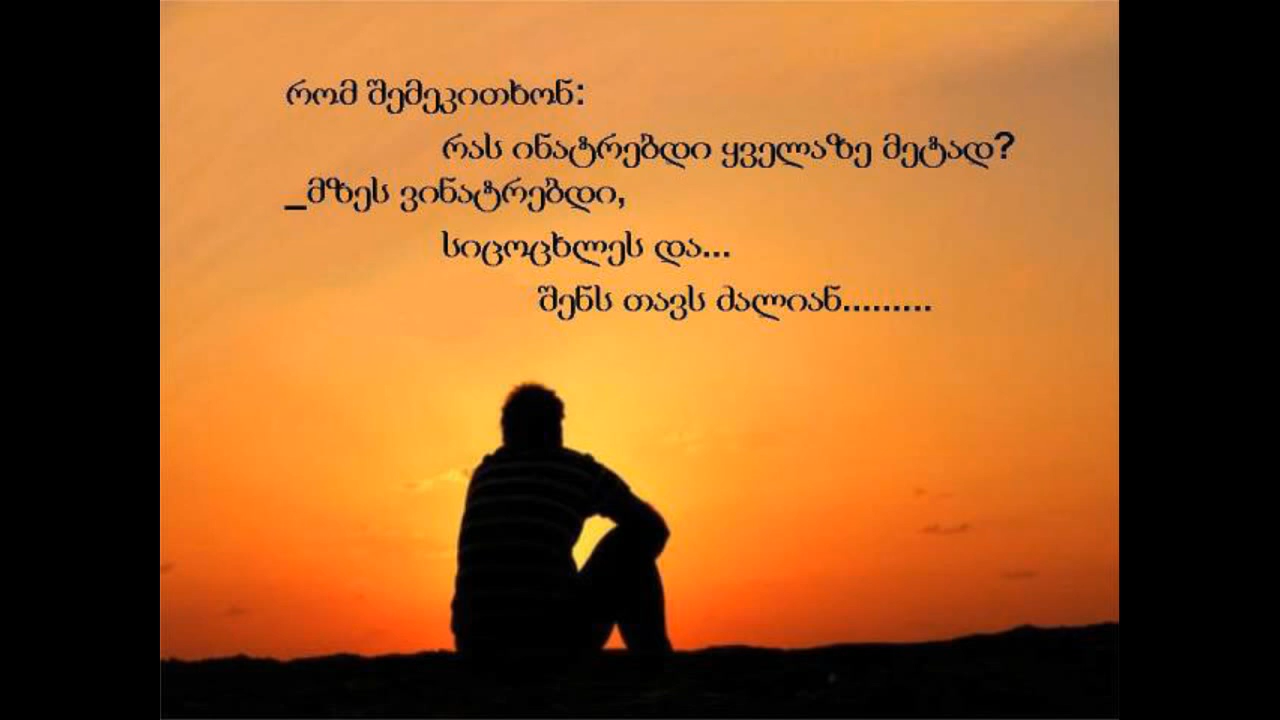 რომ შემეკითხონ:
რას ინატრებდი ყველაზე მეტად?
_მზეს ვინატრებდი,
სიცოცხლეს და...
შენს თავს ძალიან.........